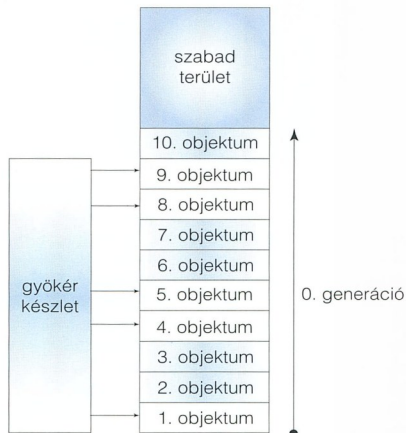 szabad
terület
10. objektum
9. objektum
8. objektum
7. objektum
6. objektum
5. objektum
4. objektum
3. objektum
2. objektum
1. objektum
gyökér
készlet
0. generáció